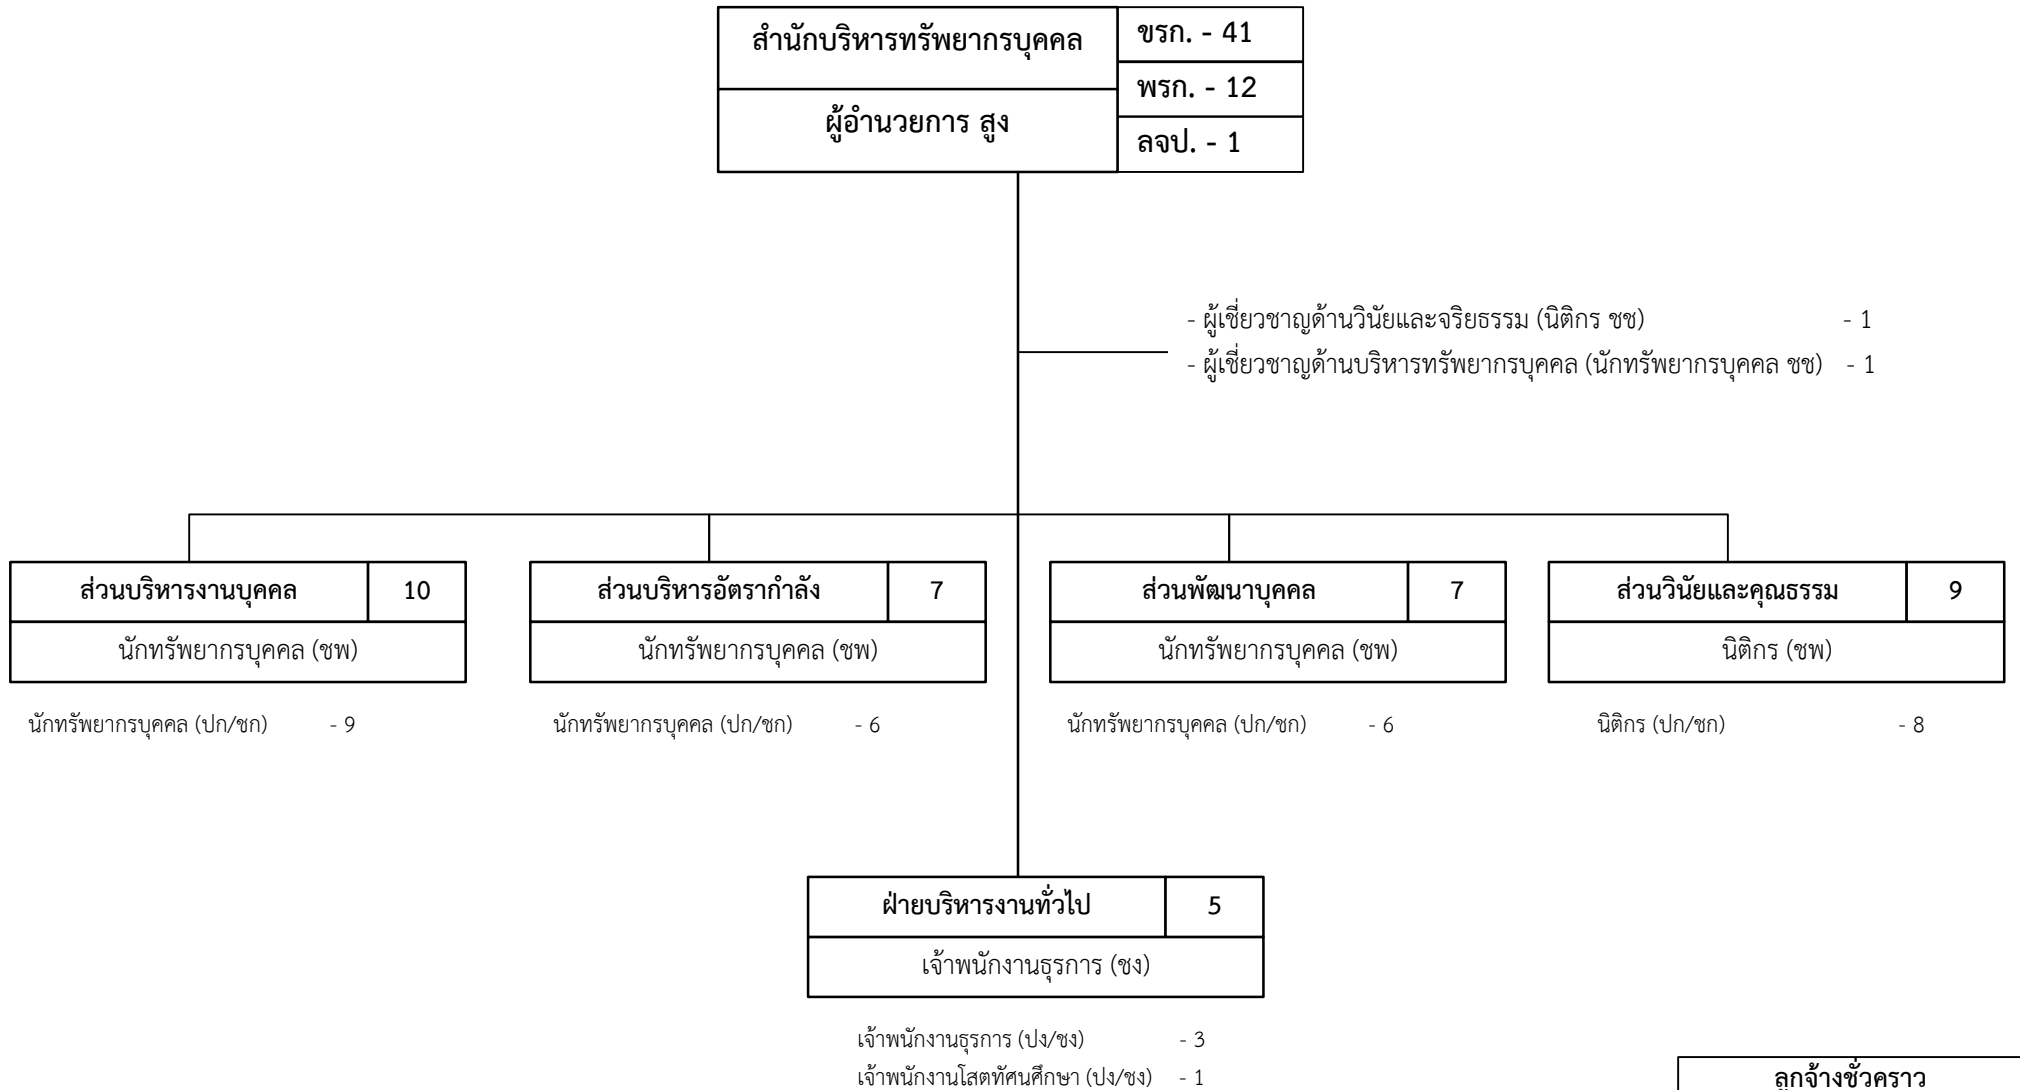 สำนักบริหารทรัพยากรบุคคล
ขรก. - 41
พรก. - 12
ผู้อำนวยการ สูง
ลจป. - 1
- ผู้เชี่ยวชาญด้านวินัยและจริยธรรม (นิติกร ชช) - 1
- ผู้เชี่ยวชาญด้านบริหารทรัพยากรบุคคล (นักทรัพยากรบุคคล ชช) - 1
ส่วนบริหารงานบุคคล 10
นักทรัพยากรบุคคล (ชพ)
นักทรัพยากรบุคคล (ปก/ชก) - 9
ส่วนบริหารอัตรากำลัง 7
นักทรัพยากรบุคคล (ชพ)
นักทรัพยากรบุคคล (ปก/ชก) - 6
ส่วนพัฒนาบุคคล 7
นักทรัพยากรบุคคล (ชพ)
นักทรัพยากรบุคคล (ปก/ชก) - 6
ส่วนวินัยและคุณธรรม 9
นิติกร (ชพ)
นิติกร (ปก/ชก) - 8
ฝ่ายบริหารงานทั่วไป 5
เจ้าพนักงานธุรการ (ชง)
เจ้าพนักงานธุรการ (ปง/ชง) - 3
เจ้าพนักงานโสตทัศนศึกษา (ปง/ชง) - 1
ลูกจ้างชั่วคราว